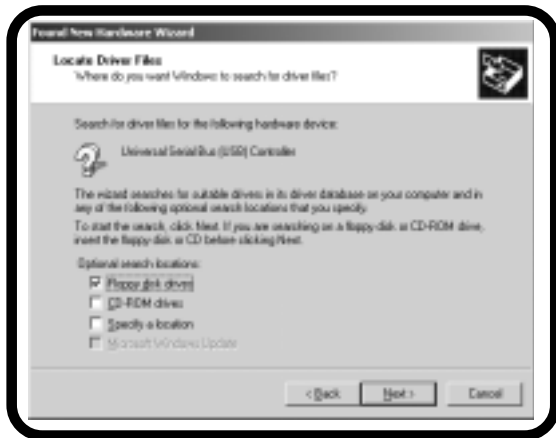 Found New Hardware Wizard
Locate Driver Files
Where do you want Windows to search for driver files?
Search for driver files for the following hardware device:
Universal Serial Bus (USB) Controller
The wizard searches for suitable drivers in its driver database on your computer and in
any of the following optional search locations that you specify.
To start the search, click Next. If you are searching on a floppy disk or CD-ROM drive,
insert the floppy disk or CD before clicking Next.
Optional search locations:
Floppy disk drives
CD-ROM drives
Specify a location
Microsoft Windows Update
< Back
Next >
Cancel